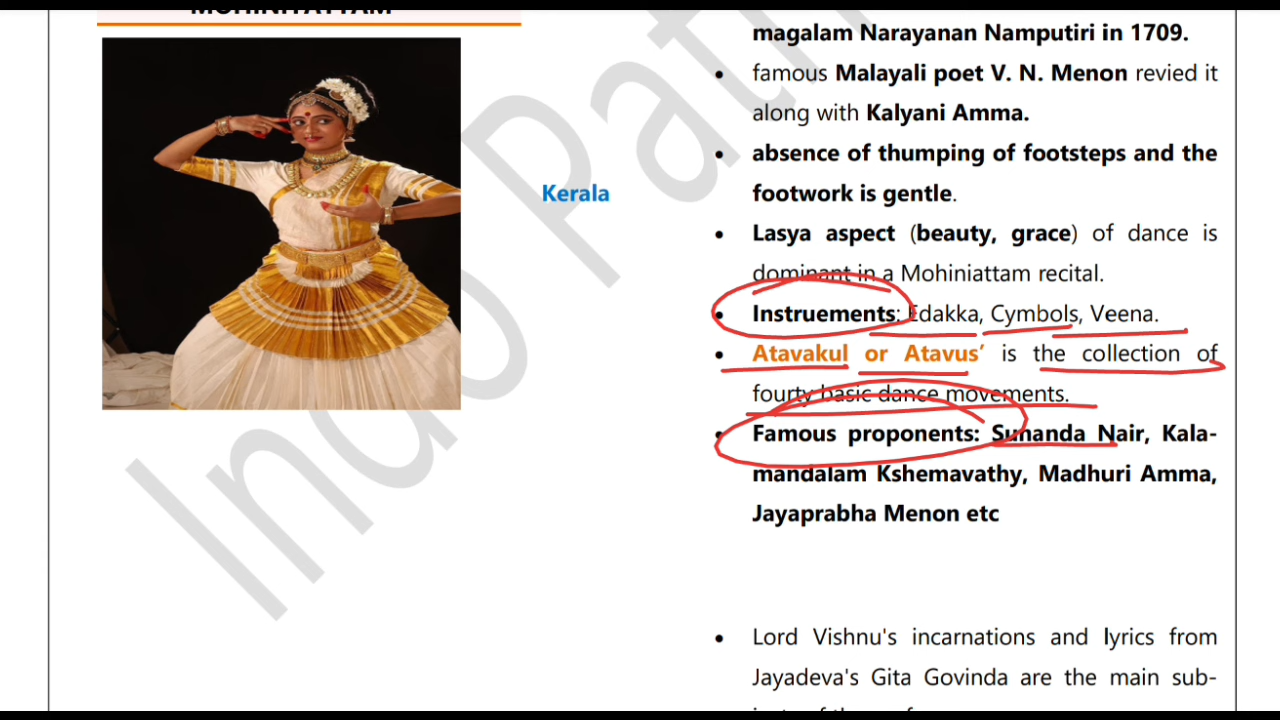 MOHINIYATTAM
Kerala
magalam Narayanan Namputiri in 1709.
• famous Malayali poet V. N. Menon revied it
along with Kalyani Amma.
• absence of thumping of footsteps and the
footwork is gentle.
• Lasya aspect (beauty, grace) of dance is
dominant in a Mohiniattam recital.
• Instruements: Edakka, Cymbols, Veena.
• Atavakul or Atavus’ is the collection of
fourty basic dance movements.
• Famous proponents: Sunanda Nair, Kala-
mandalam Kshemavathy, Madhuri Amma,
Jayaprabha Menon etc
• Lord Vishnu's incarnations and lyrics from
Jayadeva's Gita Govinda are the main sub-